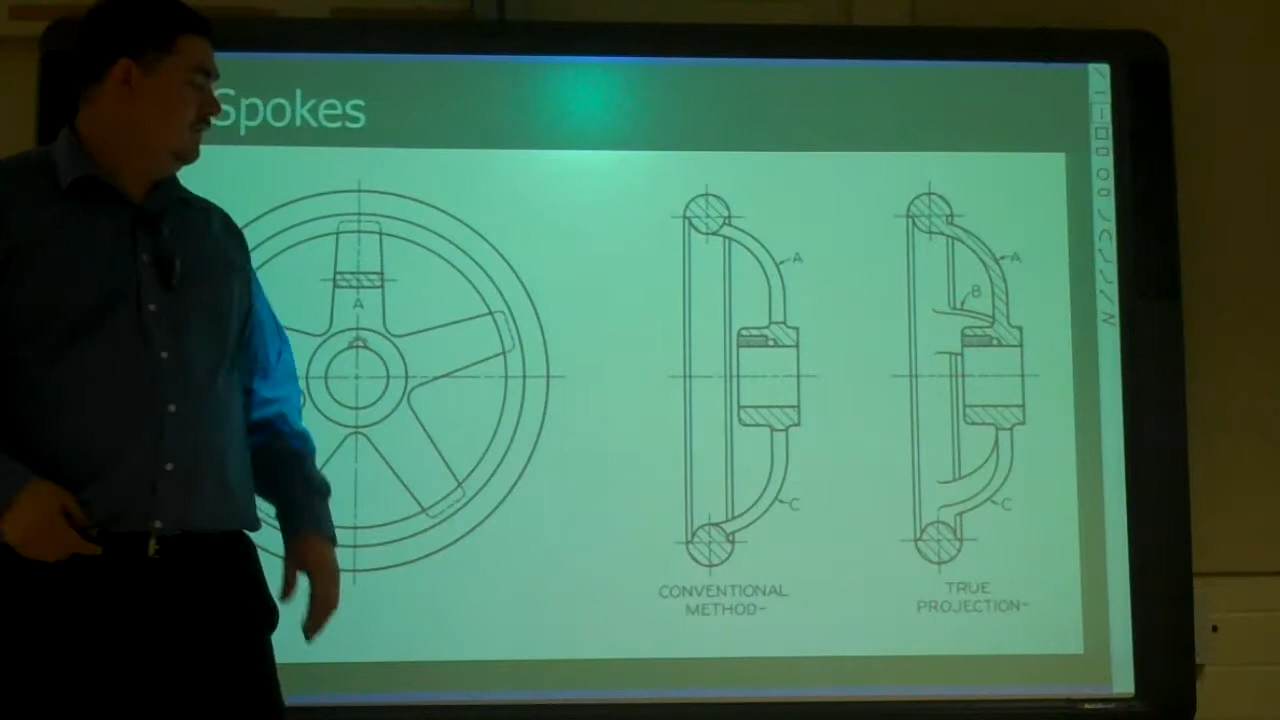 Spokes
A
A
A
B
C
C
CONVENTIONAL
METHOD-
TRUE
PROJECTION-